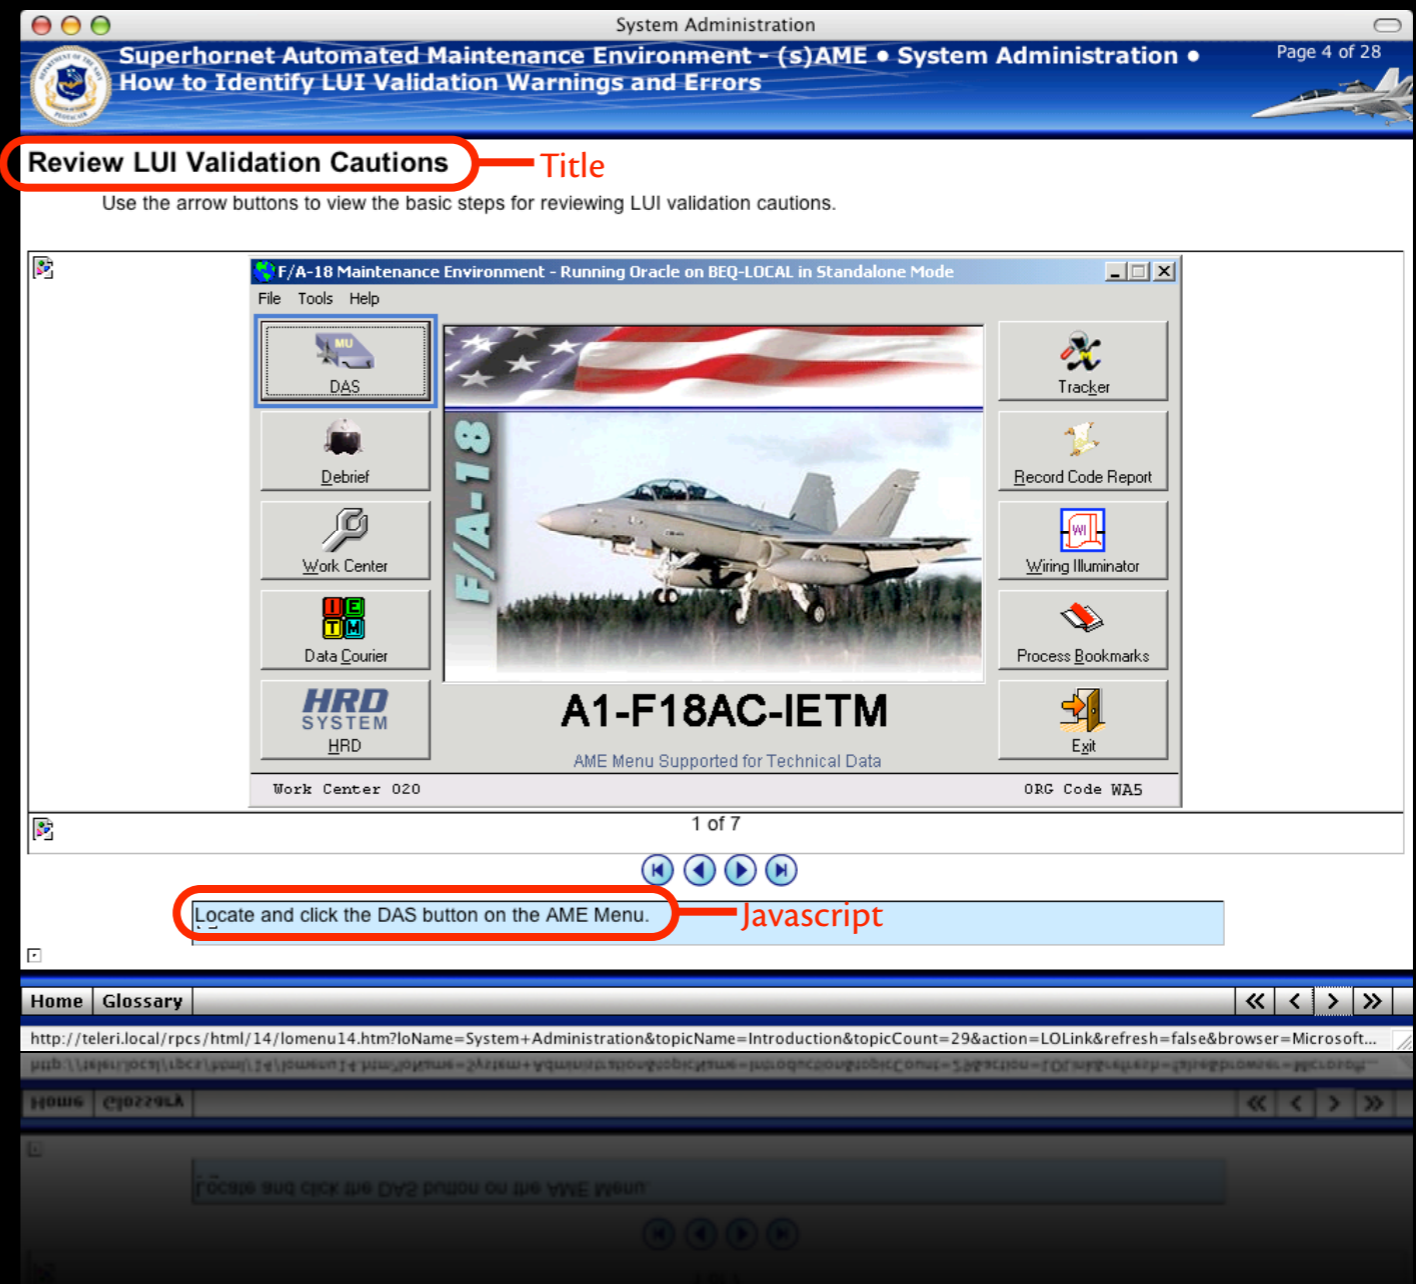 System Administration
Superhornet Automated Maintenance Environment - (s)AME • System Administration •
How to Identify LUI Validation Warnings and Errors
Page 4 of 28
Review LUI Validation Cautions
Title
Use the arrow buttons to view the basic steps for reviewing LUI validation cautions.
F/A-18 Maintenance Environment - Running Oracle on BEQ-LOCAL in Standalone Mode
File Tools Help
MU
DAS
Debrief
Work Center
IETM
Data Courier
HRD
SYSTEM
HRD
F/A-18
A1-F18AC-IETM
AME Menu Supported for Technical Data
Tracker
Record Code Report
WI
Wiring Illuminator
Process Bookmarks
Exit
Work Center 020
ORG Code WA5
1 of 7
Locate and click the DAS button on the AME Menu.
Javascript
Home Glossary
http://teleri.local/rpcs/html/14/lomenu14.htm?loName=System+Administration&topicName=Introduction&topicCount=29&action=LOLink&refresh=false&browser=Microsoft...